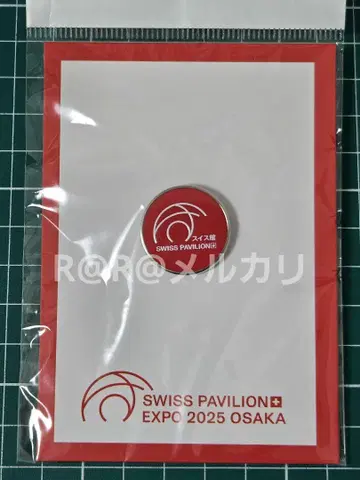 スイス館
SWISS PAVILION
R@R@メルカリ
SWISS PAVILION
EXPO 2025 OSAKA